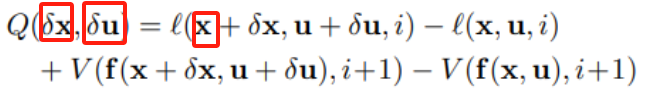 Q(δx, δu) = ℓ(x + δx, u + δu, i) − ℓ(x, u, i)
+ V(f(x + δx, u + δu), i+1) − V(f(x, u), i+1)